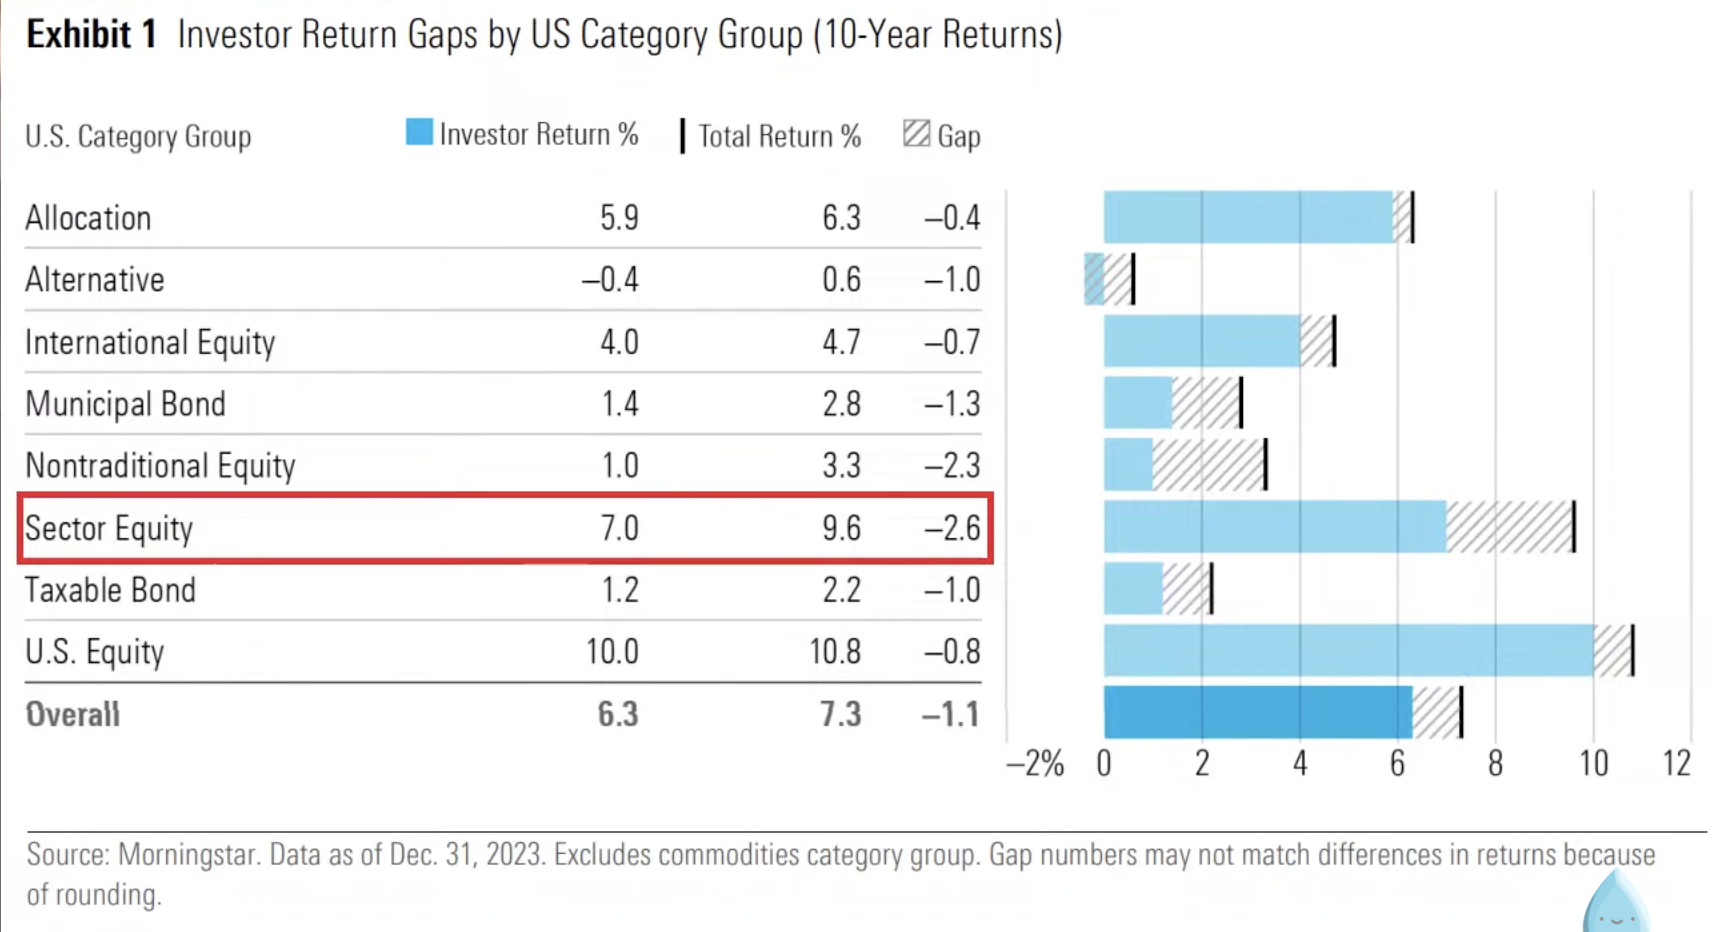 Exhibit 1 Investor Return Gaps by US Category Group (10-Year Returns)
U.S. Category Group Investor Return % Total Return % Gap
Allocation 5.9 6.3 –0.4
Alternative –0.4 0.6 –1.0
International Equity 4.0 4.7 –0.7
Municipal Bond 1.4 2.8 –1.3
Nontraditional Equity 1.0 3.3 –2.3
Sector Equity 7.0 9.6 –2.6
Taxable Bond 1.2 2.2 –1.0
U.S. Equity 10.0 10.8 –0.8
Overall 6.3 7.3 –1.1
–2% 0 2 4 6 8 10 12
Source: Morningstar. Data as of Dec. 31, 2023. Excludes commodities category group. Gap numbers may not match differences in returns because
of rounding.